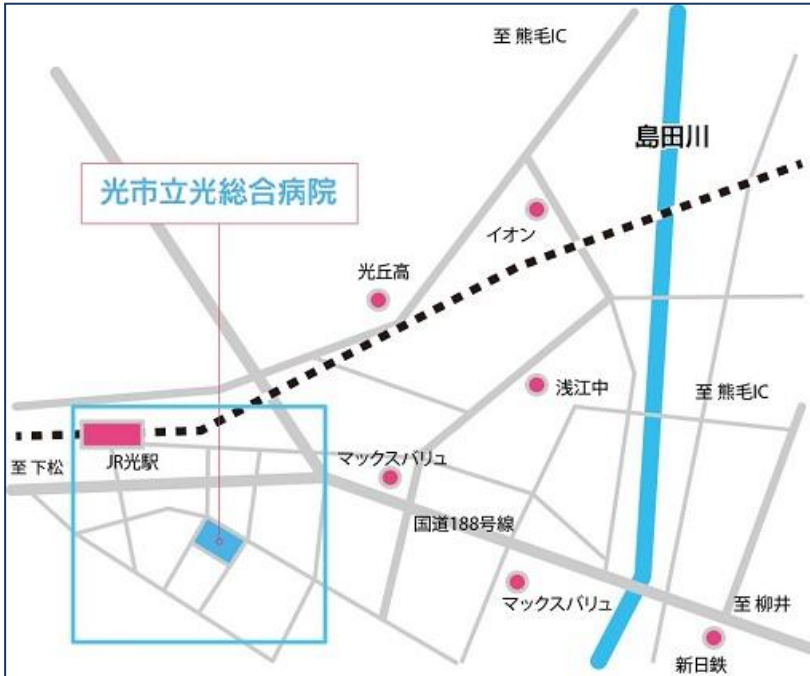 至 熊毛IC
島田川
光市立光総合病院
イオン
光丘高
浅江中
至 熊毛IC
至 下松
JR光駅
マックスバリュ
国道188号線
マックスバリュ
至 柳井
新日鉄